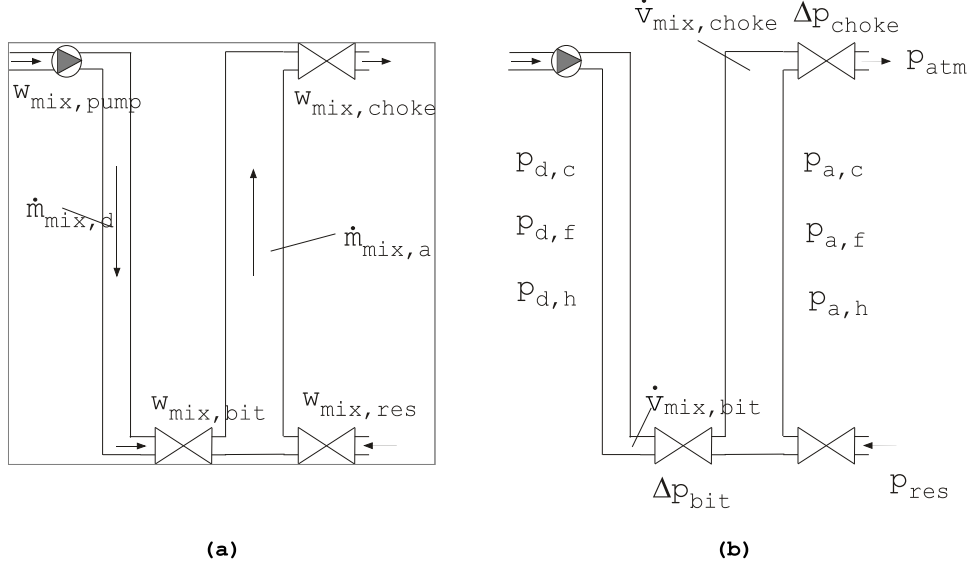 w_mix,pump
w_mix,choke
ṁ_mix,d
ṁ_mix,a
w_mix,bit
w_mix,res
(a)
v̇_mix,choke
Δp_choke
p_atm
p_d,c
p_a,c
p_d,f
p_a,f
p_d,h
p_a,h
v̇_mix,bit
Δp_bit
p_res
(b)